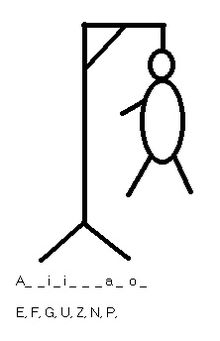 A_ _i_i_ _ _a_o_
E, F, G, U, Z, N, P,